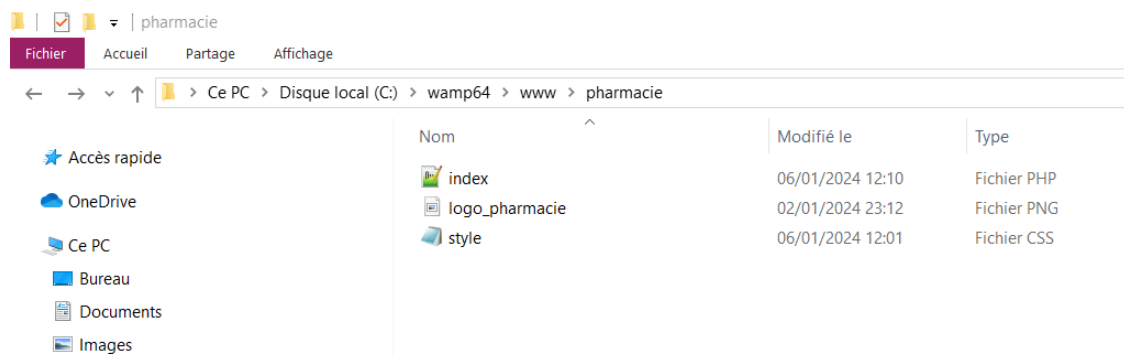 pharmacie
Fichier Accueil Partage Affichage
Ce PC > Disque local (C:) > wamp64 > www > pharmacie
Nom Modifié le Type
Accès rapide
index 06/01/2024 12:10 Fichier PHP
OneDrive
logo_pharmacie 02/01/2024 23:12 Fichier PNG
style 06/01/2024 12:01 Fichier CSS
Ce PC
Bureau
Documents
Images